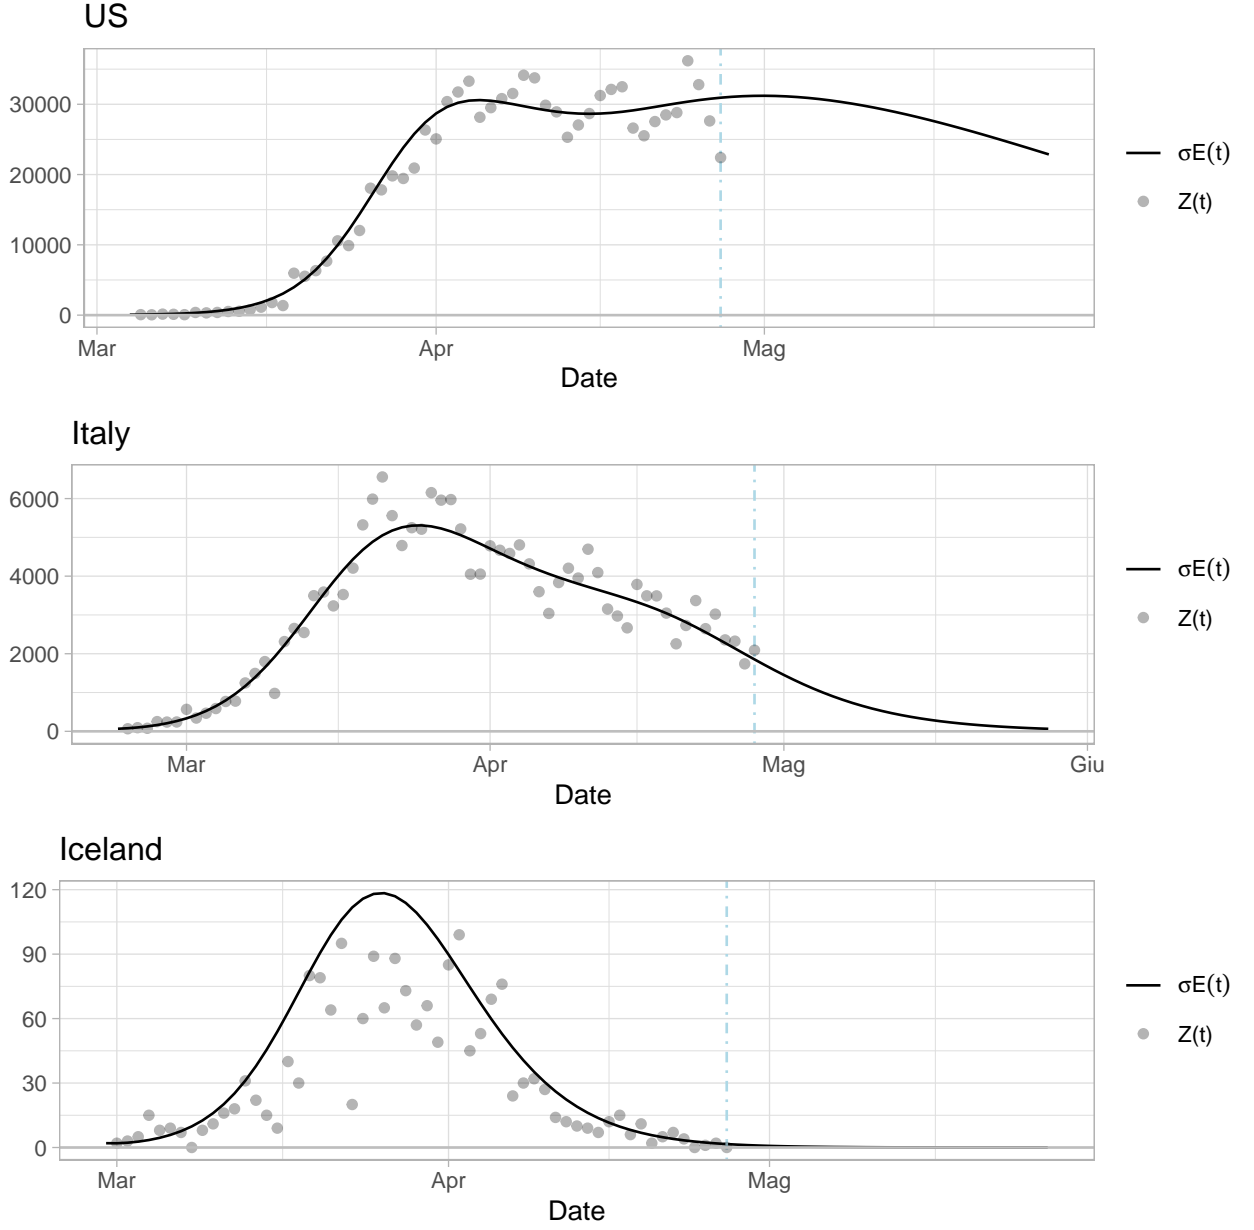 US
30000
20000
10000
0
Mar Apr Mag
Date
σE(t)
Z(t)
Italy
6000
4000
2000
0
Mar Apr Mag Giu
Date
σE(t)
Z(t)
Iceland
120
90
60
30
0
Mar Apr Mag
Date
σE(t)
Z(t)